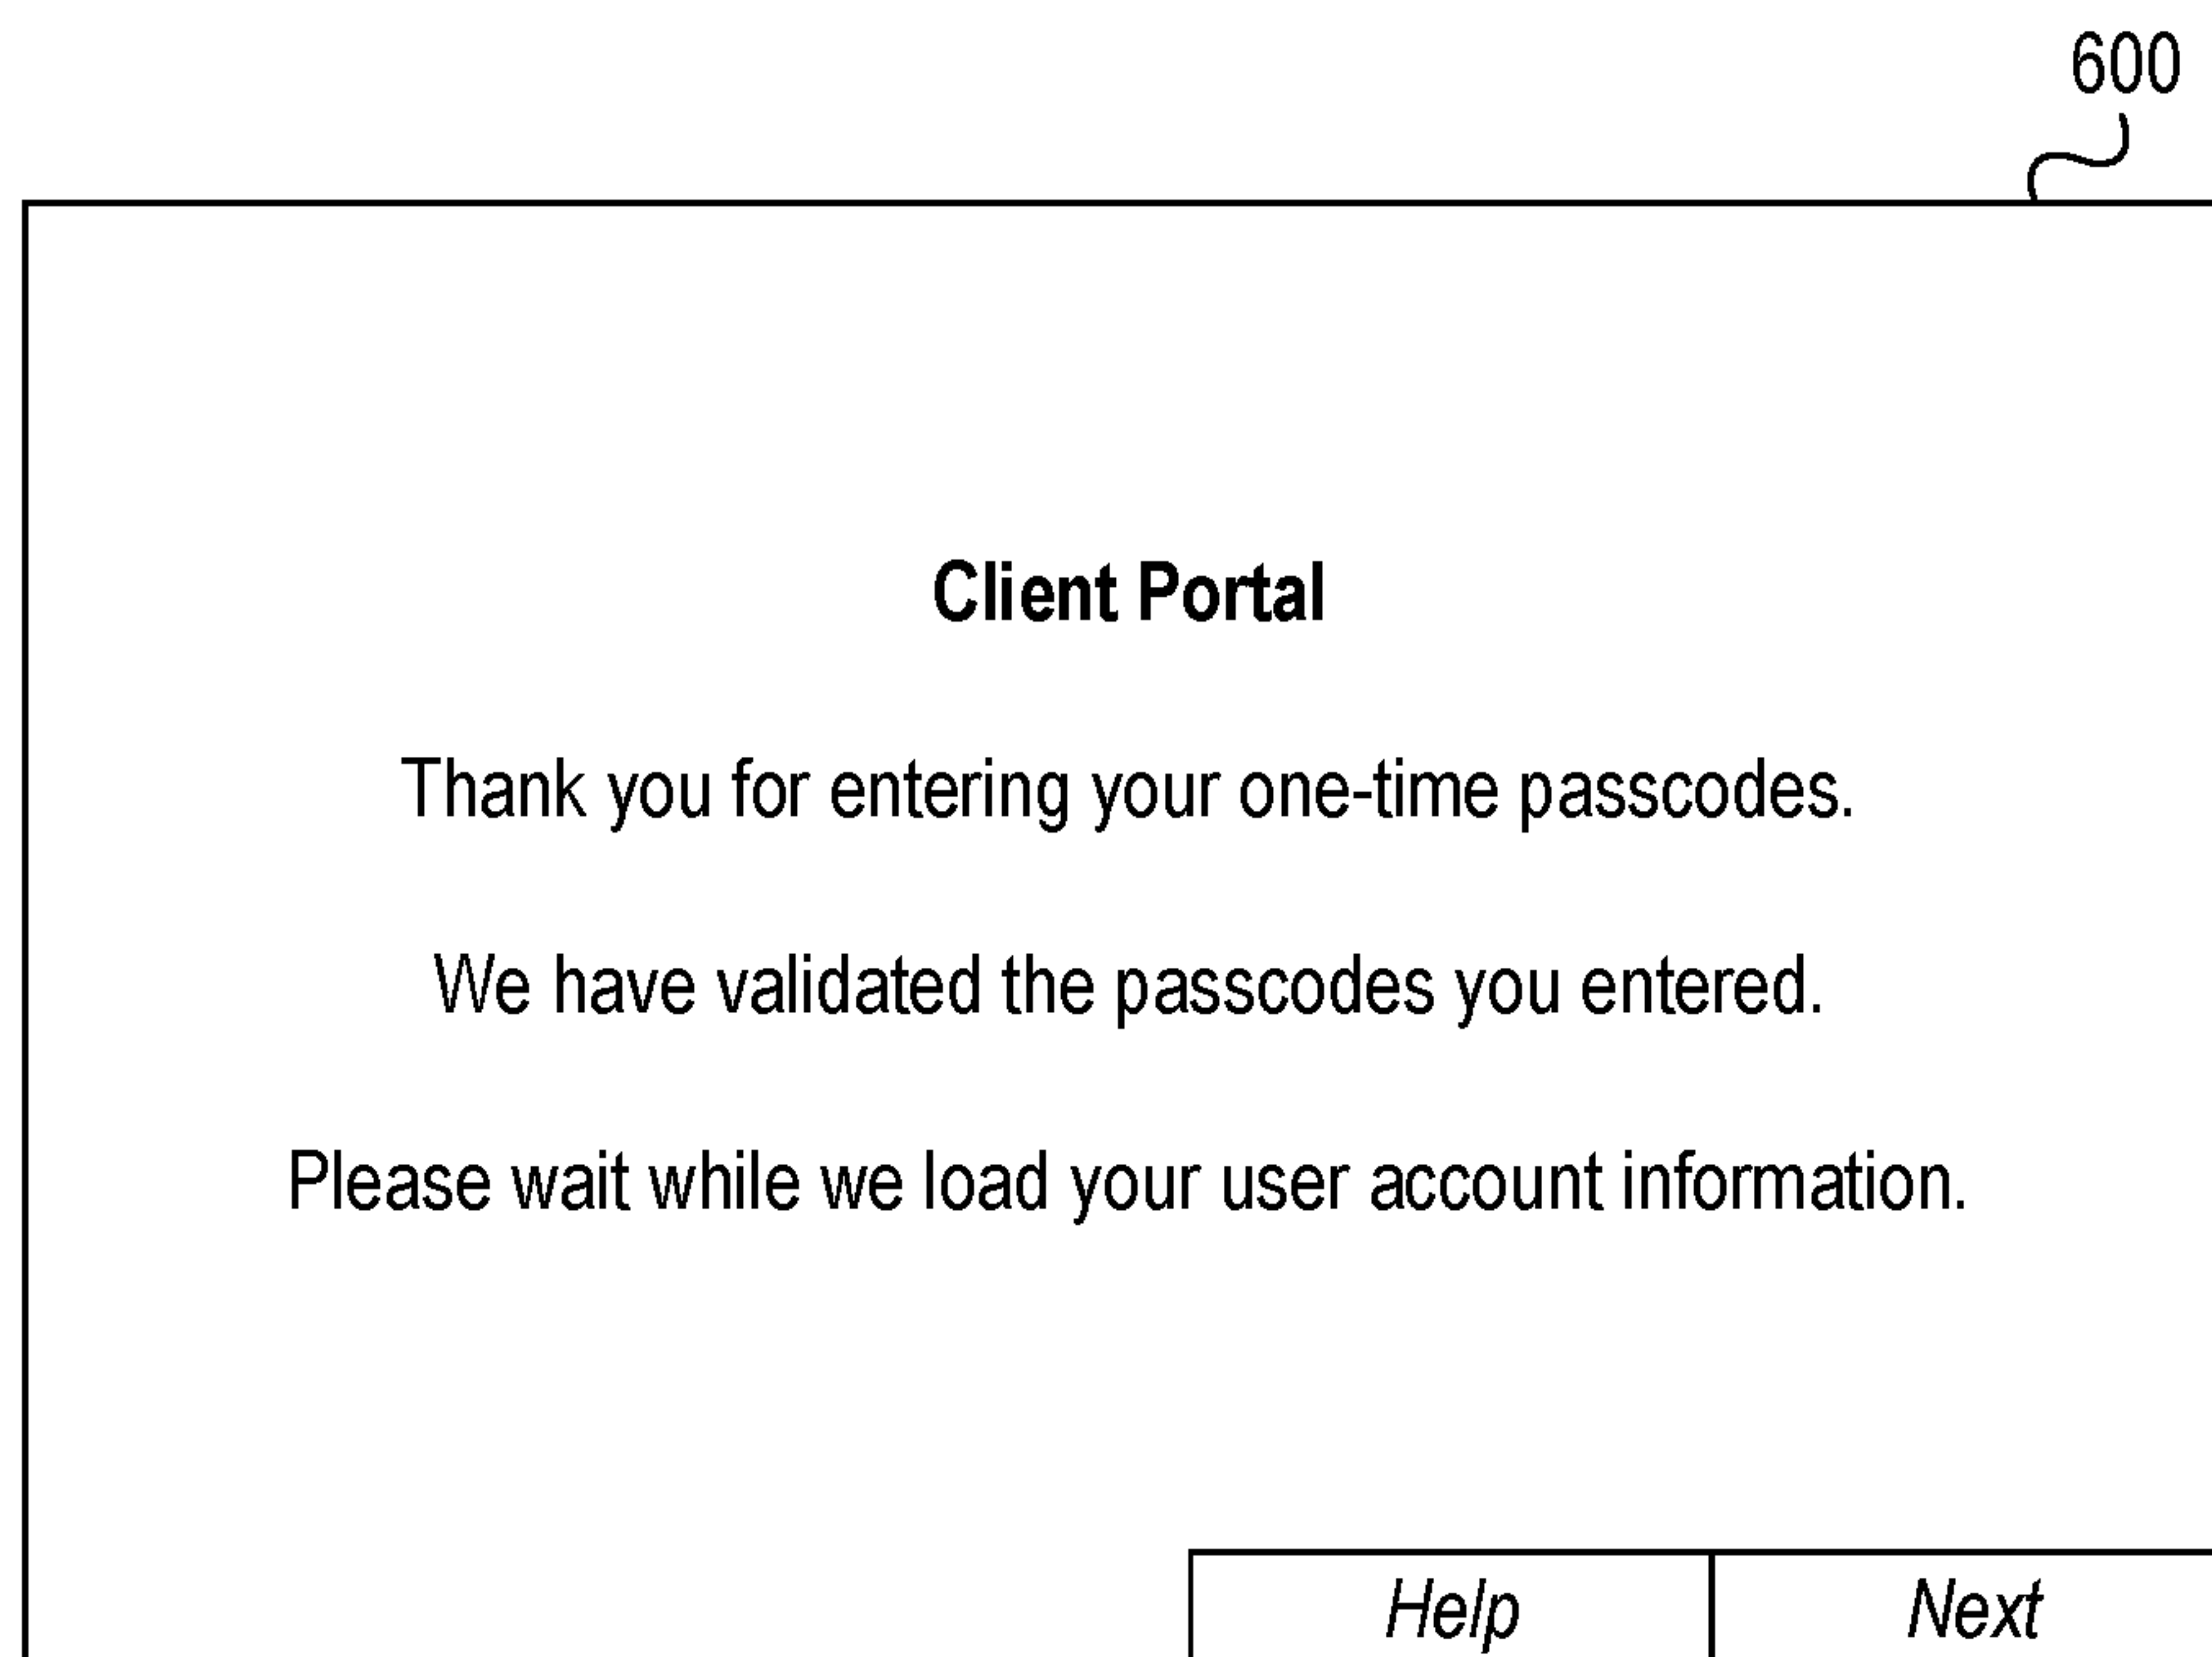 600
Client Portal
Thank you for entering your one-time passcodes.
We have validated the passcodes you entered.
Please wait while we load your user account information.
Help Next